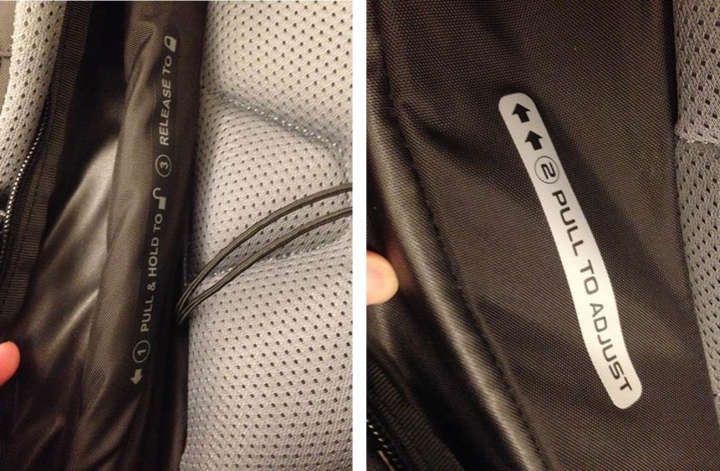 1 PULL & HOLD TO
3 RELEASE TO
2 PULL TO ADJUST